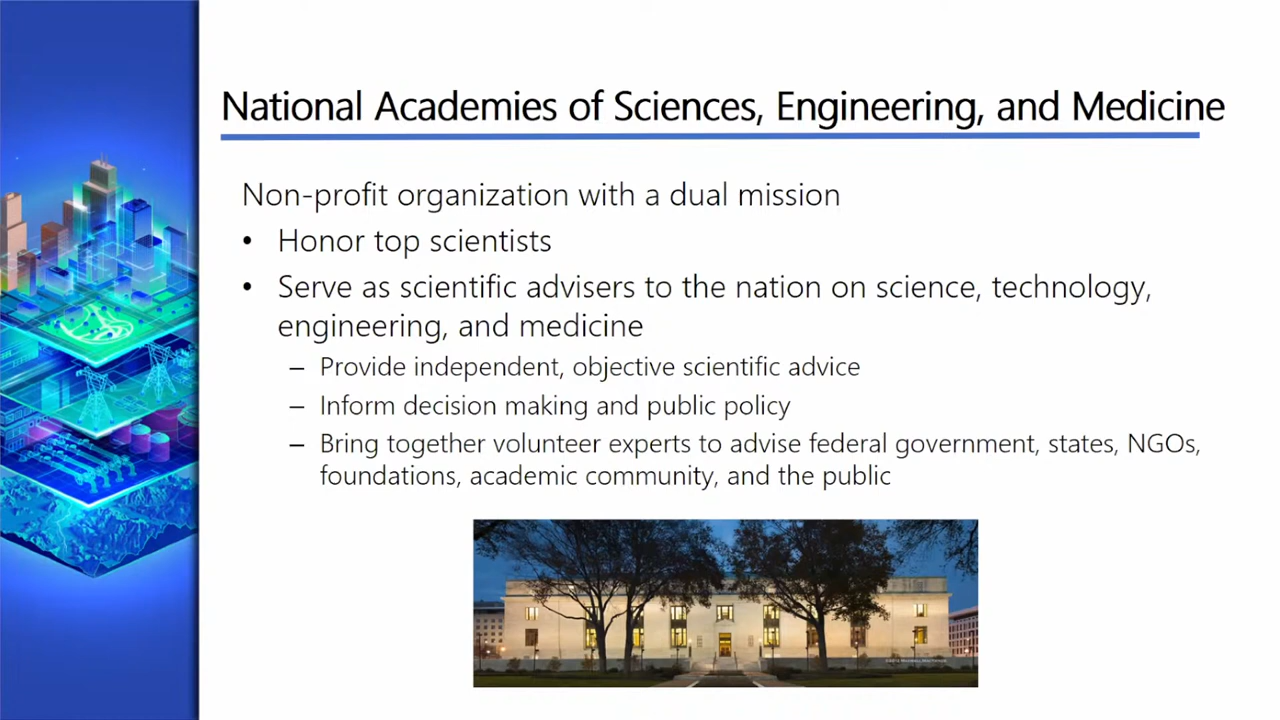 National Academies of Sciences, Engineering, and Medicine
Non-profit organization with a dual mission
• Honor top scientists
• Serve as scientific advisers to the nation on science, technology,
engineering, and medicine
– Provide independent, objective scientific advice
– Inform decision making and public policy
– Bring together volunteer experts to advise federal government, states, NGOs,
foundations, academic community, and the public